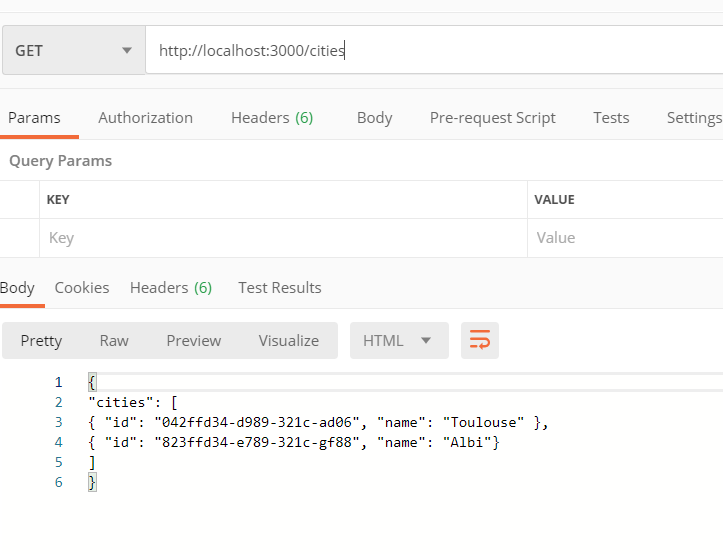 GET http://localhost:3000/cities
Params Authorization Headers (6) Body Pre-request Script Tests Settings
Query Params
KEY VALUE
Key Value
Body Cookies Headers (6) Test Results
Pretty Raw Preview Visualize HTML
1 {
2 "cities": [
3 { "id": "042ffd34-d989-321c-ad06", "name": "Toulouse" },
4 { "id": "823ffd34-e789-321c-gf88", "name": "Albi"}
5 ]
6 }